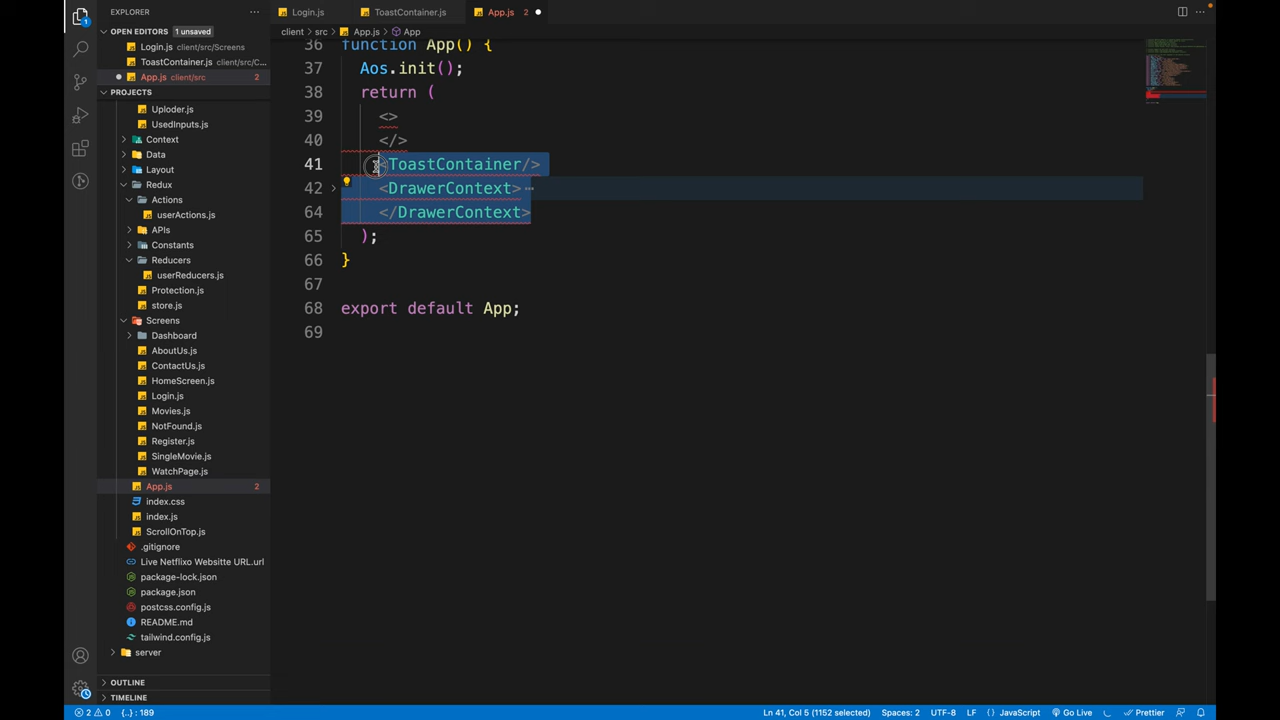 EXPLORER
OPEN EDITORS 1 unsaved
Login.js client/src/Screens
ToastContainer.js client/src/C...
App.js client/src 2
PROJECTS
Uploder.js
UsedInputs.js
Context
Data
Layout
Redux
Actions
userActions.js
APIs
Constants
Reducers
userReducers.js
Protection.js
store.js
Screens
Dashboard
AboutUs.js
ContactUs.js
HomeScreen.js
Login.js
Movies.js
NotFound.js
Register.js
SingleMovie.js
WatchPage.js
App.js 2
index.css
index.js
ScrollOnTop.js
.gitignore
Live Netflixo Websitte URL.url
package-lock.json
package.json
postcss.config.js
README.md
tailwind.config.js
server
OUTLINE
TIMELINE
Login.js ToastContainer.js App.js 2
client > src > App.js > App
36 function App() {
37 Aos.init();
38 return (
39 <>
40 </>
41 <ToastContainer/>
42 <DrawerContext>
64 </DrawerContext>
65 );
66 }
67
68 export default App;
69
2 0 {..} : 189 Ln 41, Col 5 (1152 selected) Spaces: 2 UTF-8 LF { } JavaScript Go Live Prettier